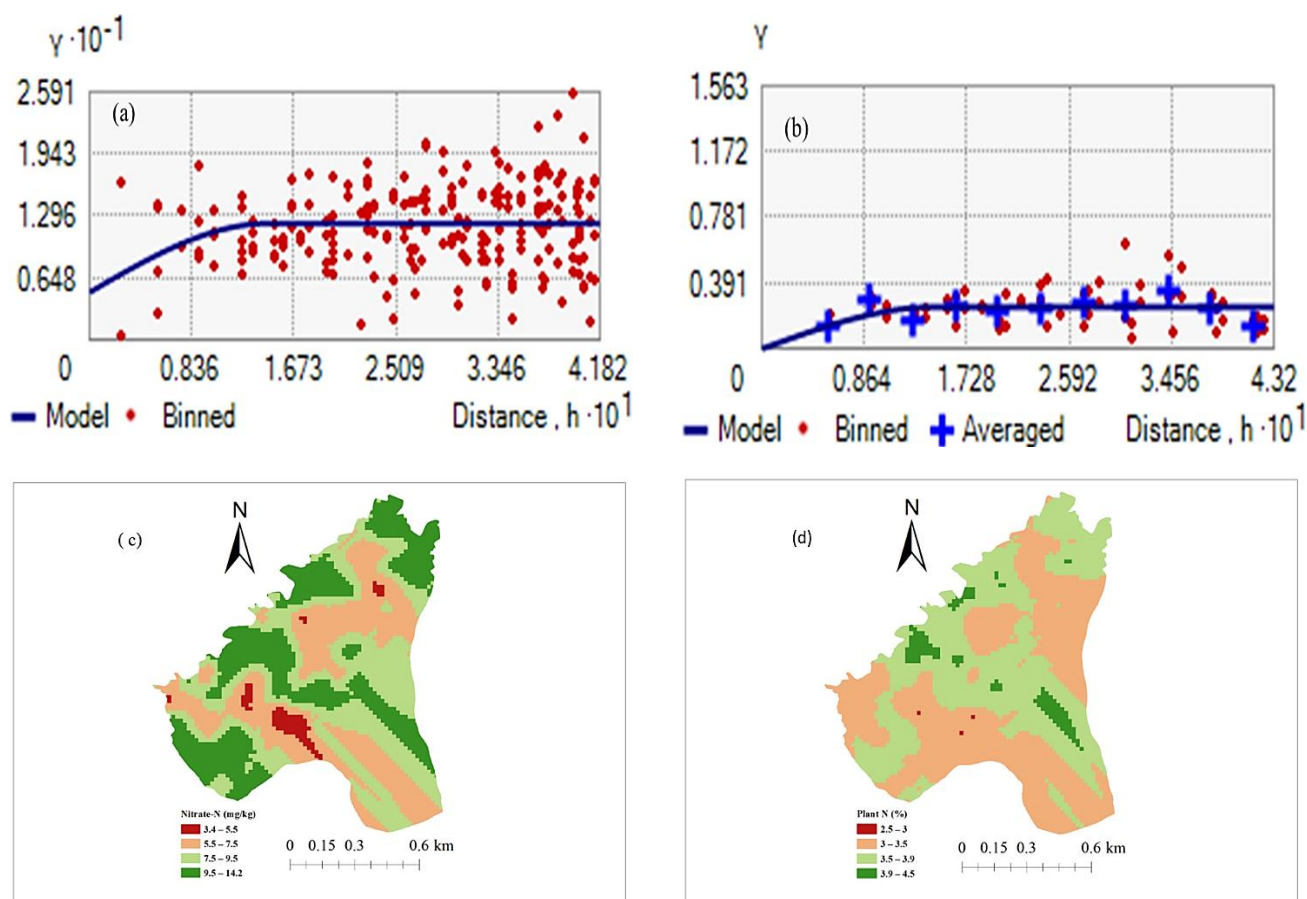 γ ·10⁻¹
2.591
(a)
1.943
1.296
0.648
0 0.836 1.673 2.509 3.346 4.182
Model Binned Distance , h ·10¹
γ
1.563
(b)
1.172
0.781
0.391
0 0.864 1.728 2.592 3.456 4.32
Model Binned Averaged Distance , h ·10¹
N
( c)
Nitrate-N (mg/kg)
3.4 – 5.5
5.5 – 7.5
7.5 – 9.5
9.5 – 14.2
0 0.15 0.3 0.6 km
N
(d)
Plant N (%)
2.5 – 3
3 – 3.5
3.5 – 3.9
3.9 – 4.5
0 0.15 0.3 0.6 km